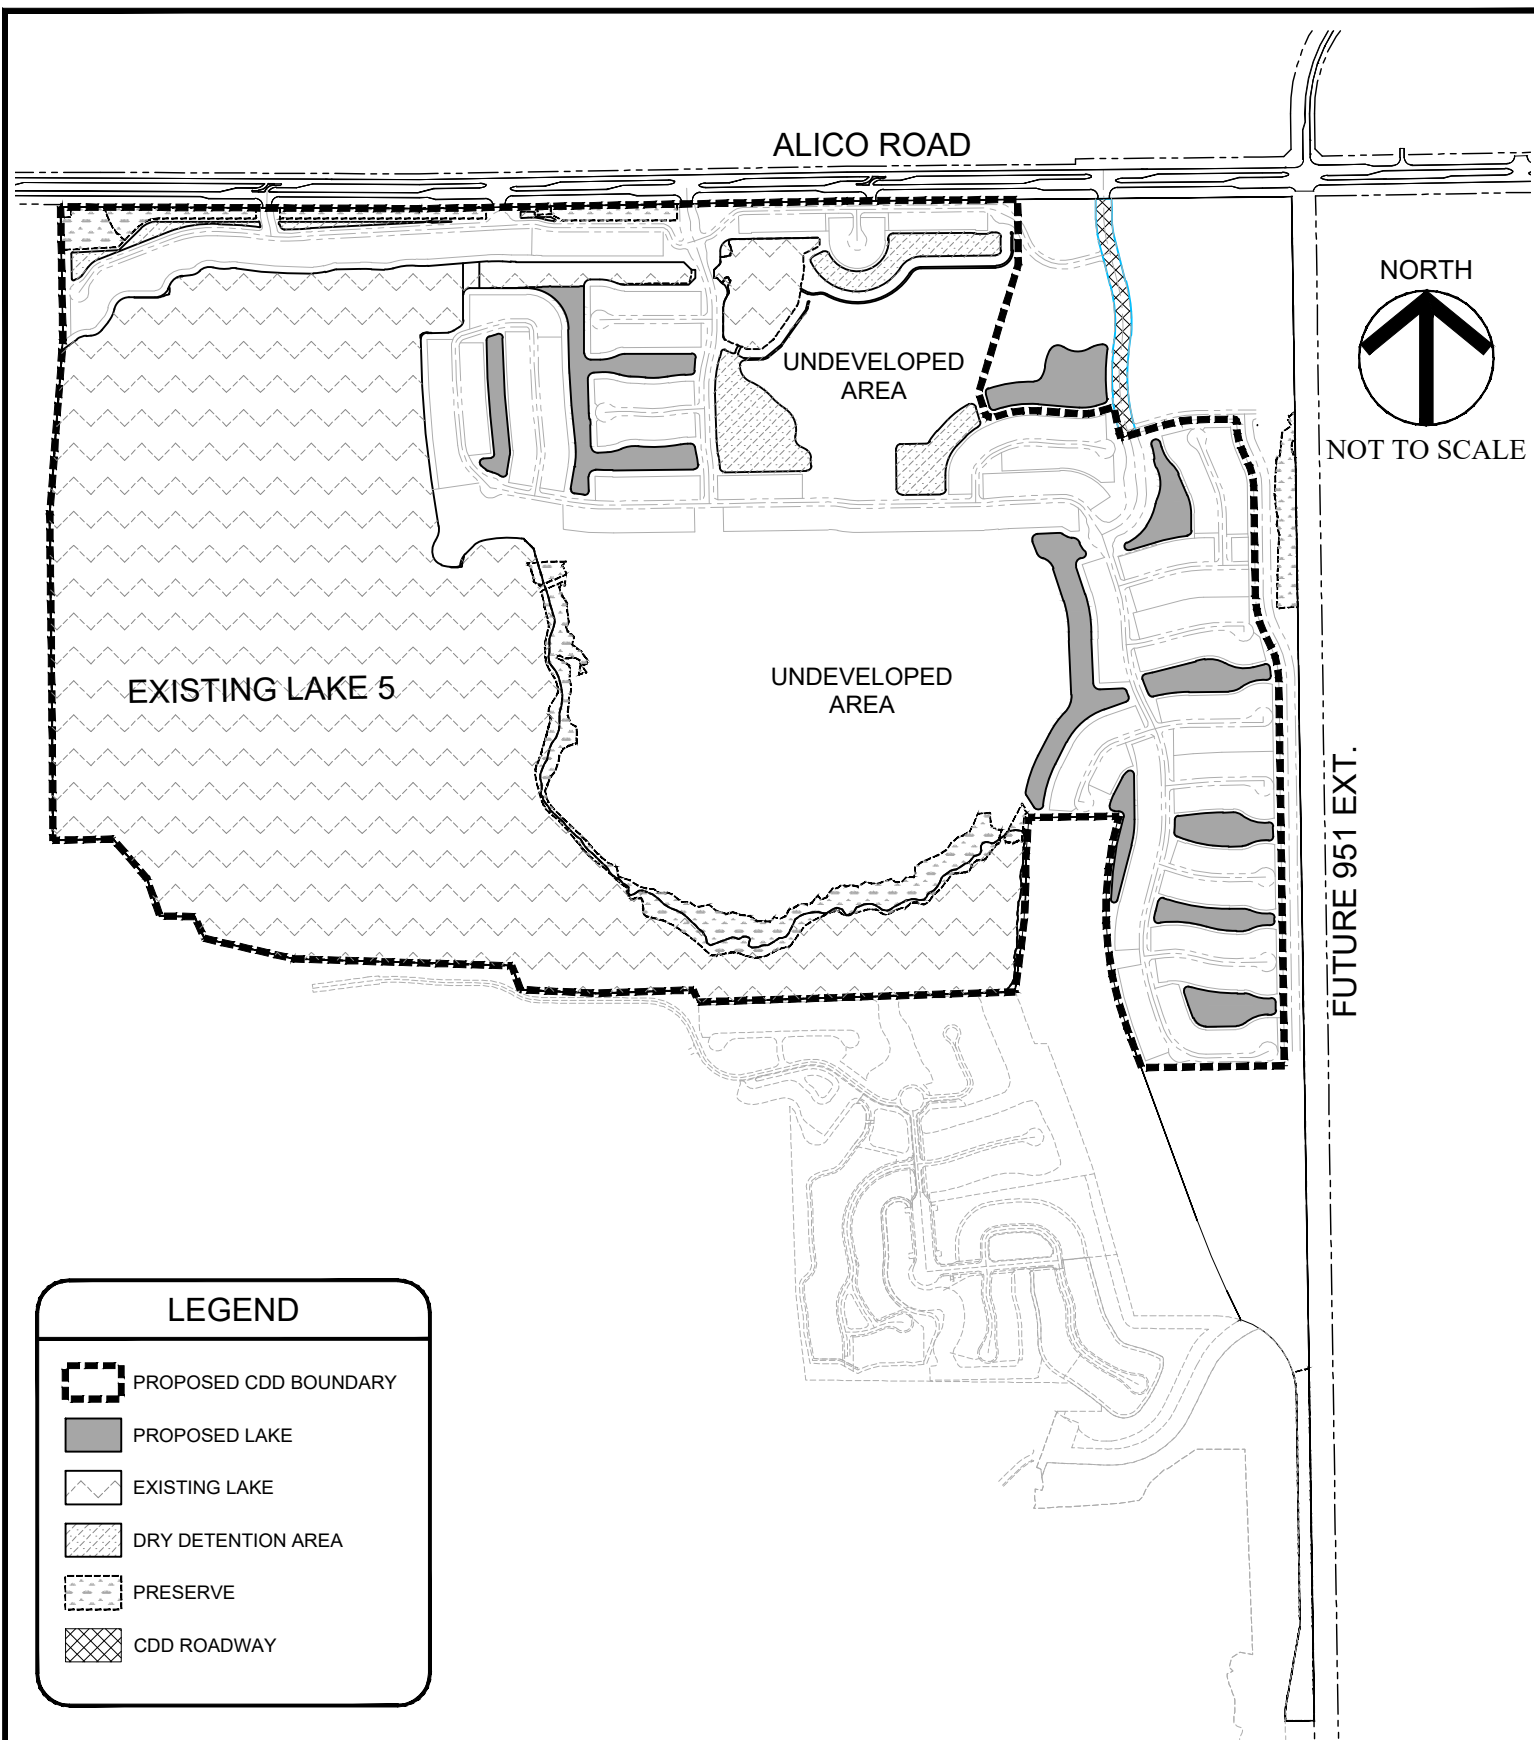 ALICO ROAD
NORTH
NOT TO SCALE
UNDEVELOPED
AREA
UNDEVELOPED
AREA
EXISTING LAKE 5
FUTURE 951 EXT.
LEGEND
PROPOSED CDD BOUNDARY
PROPOSED LAKE
EXISTING LAKE
DRY DETENTION AREA
PRESERVE
CDD ROADWAY